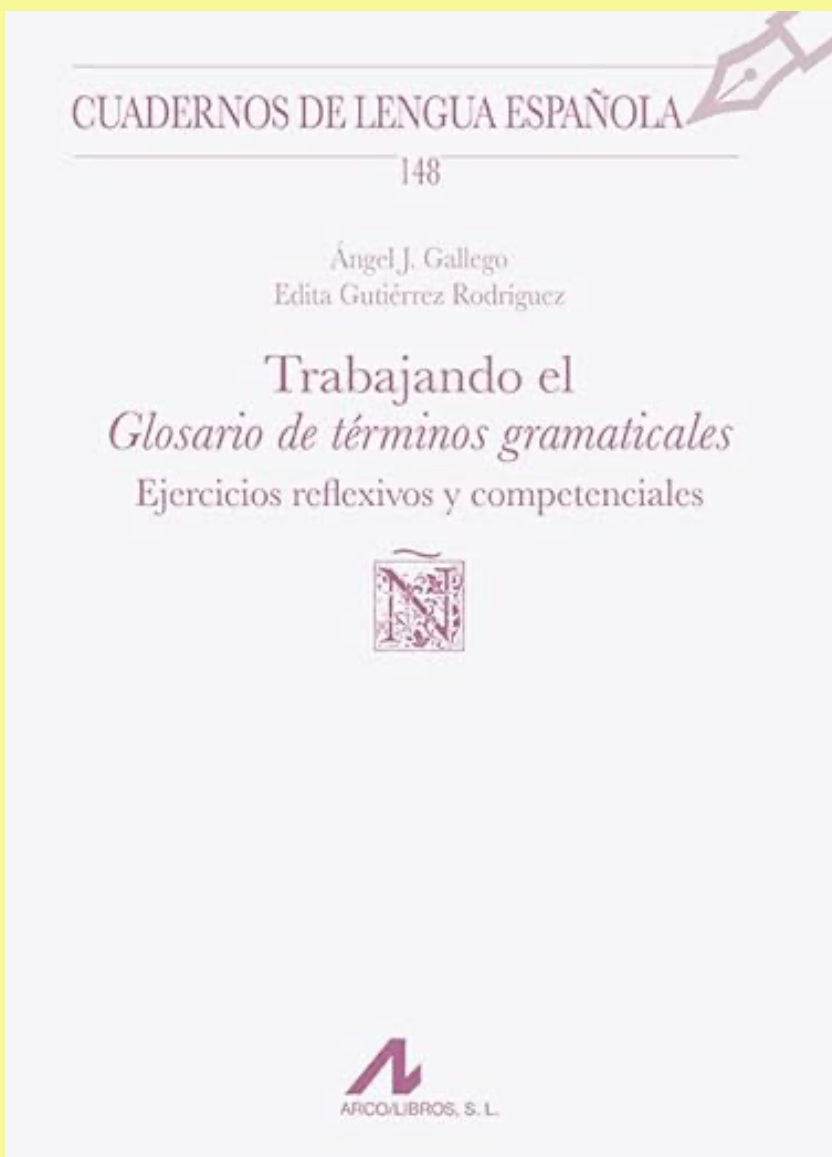 CUADERNOS DE LENGUA ESPAÑOLA
148
Ángel J. Gallego
Edita Gutiérrez Rodríguez
Trabajando el
Glosario de términos gramaticales
Ejercicios reflexivos y competenciales
Ñ
ARCO/LIBROS, S. L.